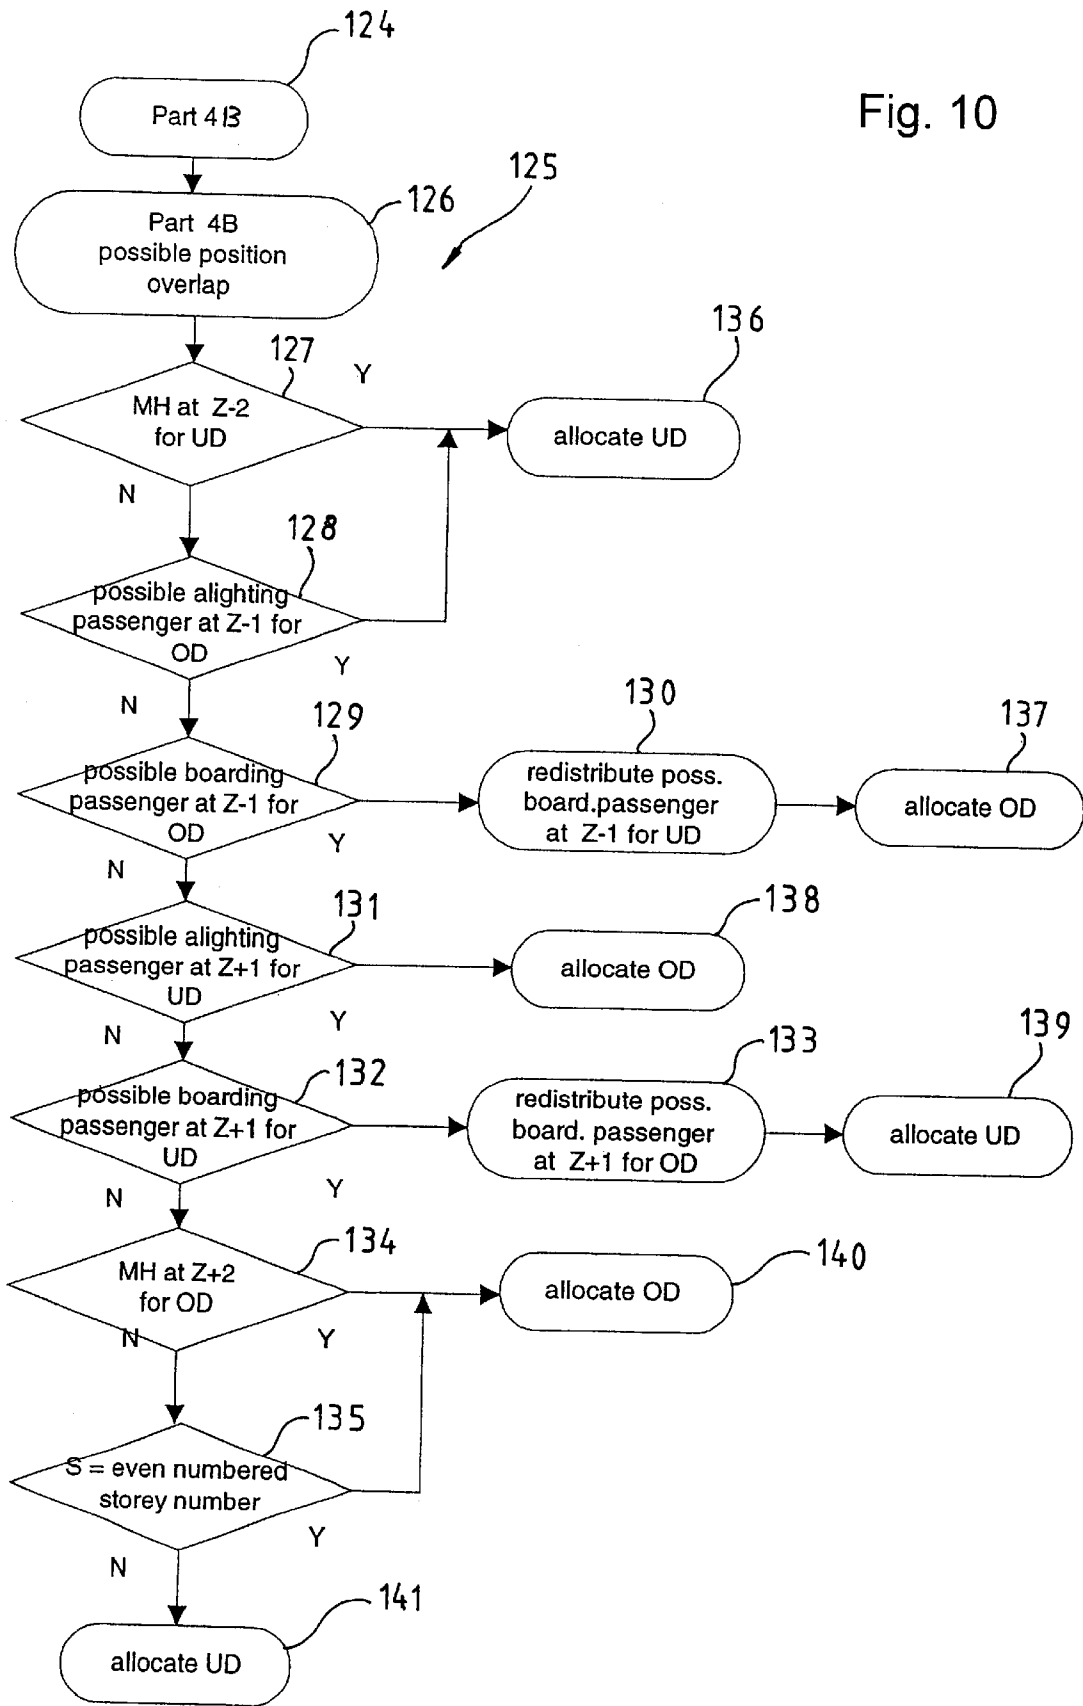 124
Part 4B
Fig. 10
125
126
Part 4B
possible position
overlap
127
Y
136
MH at Z-2
for UD
allocate UD
N
128
possible alighting
passenger at Z-1 for
OD
Y
N
129
130
137
possible boarding
passenger at Z-1 for
OD
redistribute poss.
board.passenger
at Z-1 for UD
allocate OD
Y
N
131
138
possible alighting
passenger at Z+1 for
UD
allocate OD
Y
N
132
133
139
possible boarding
passenger at Z+1 for
UD
redistribute poss.
board. passenger
at Z+1 for OD
allocate UD
Y
N
134
140
MH at Z+2
for OD
allocate OD
N
Y
135
S = even numbered
storey number
Y
N
141
allocate UD